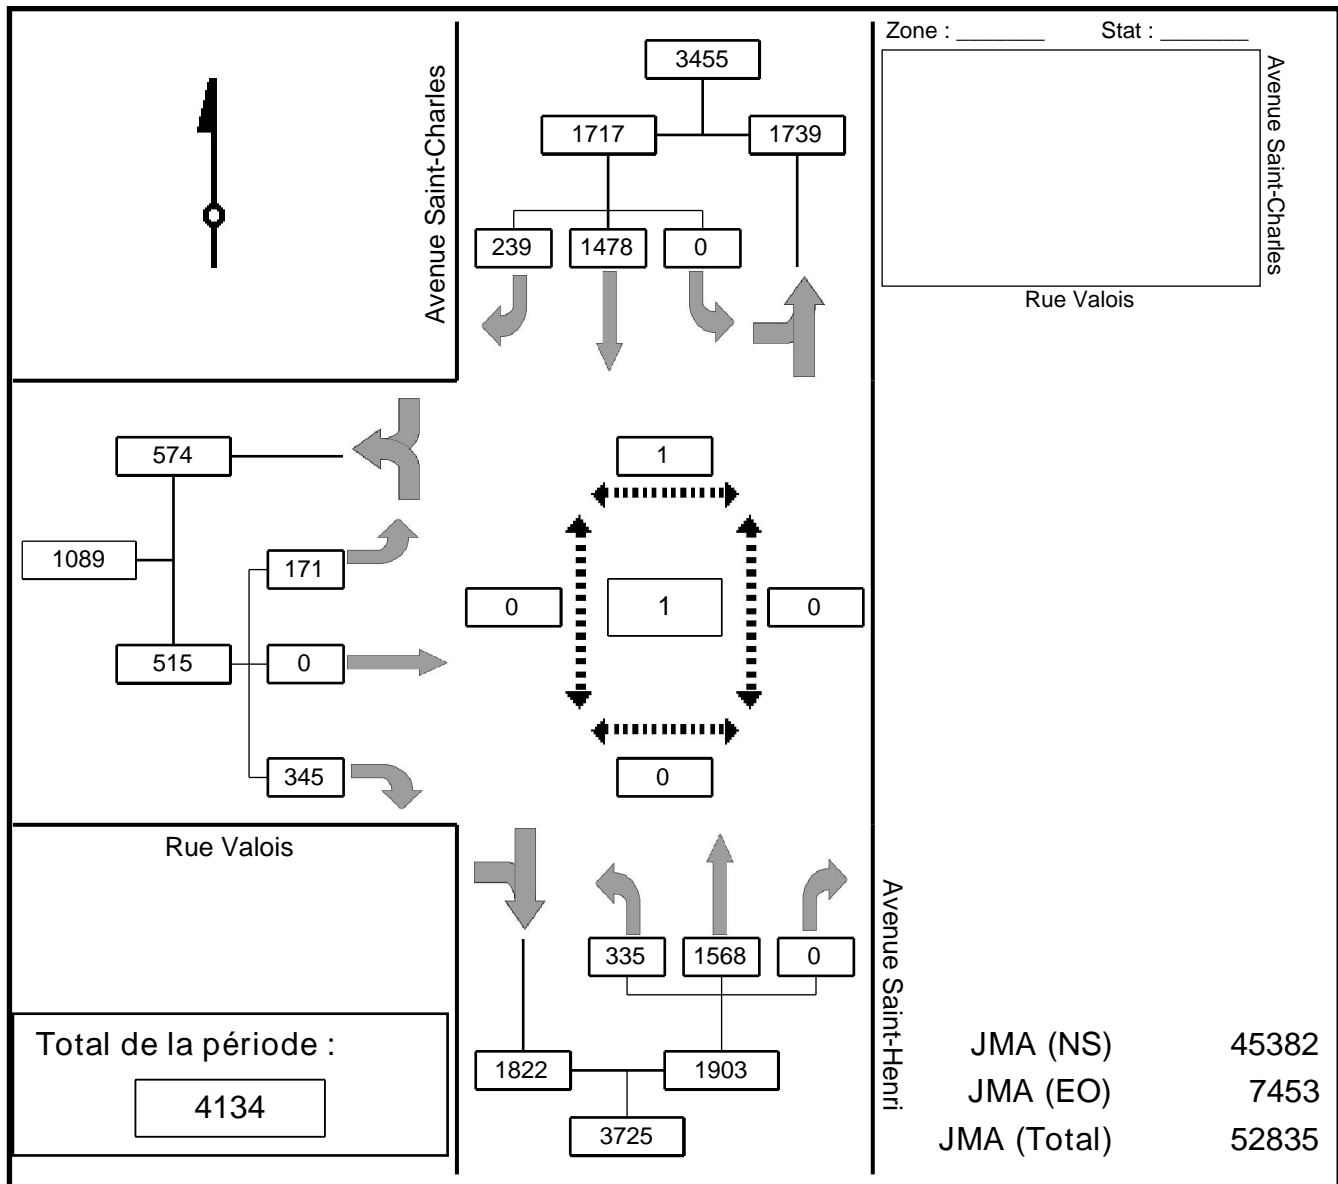 Zone : _______ Stat : _______
Avenue Saint-Charles
3455
1717 1739
239 1478 0
Avenue Saint-Charles
Rue Valois
574
1089
171
515 0
345
1
0 1 0
0
Rue Valois
Avenue Saint-Henri
335 1568 0
1822 1903
3725
Total de la période :
4134
JMA (NS) 45382
JMA (EO) 7453
JMA (Total) 52835